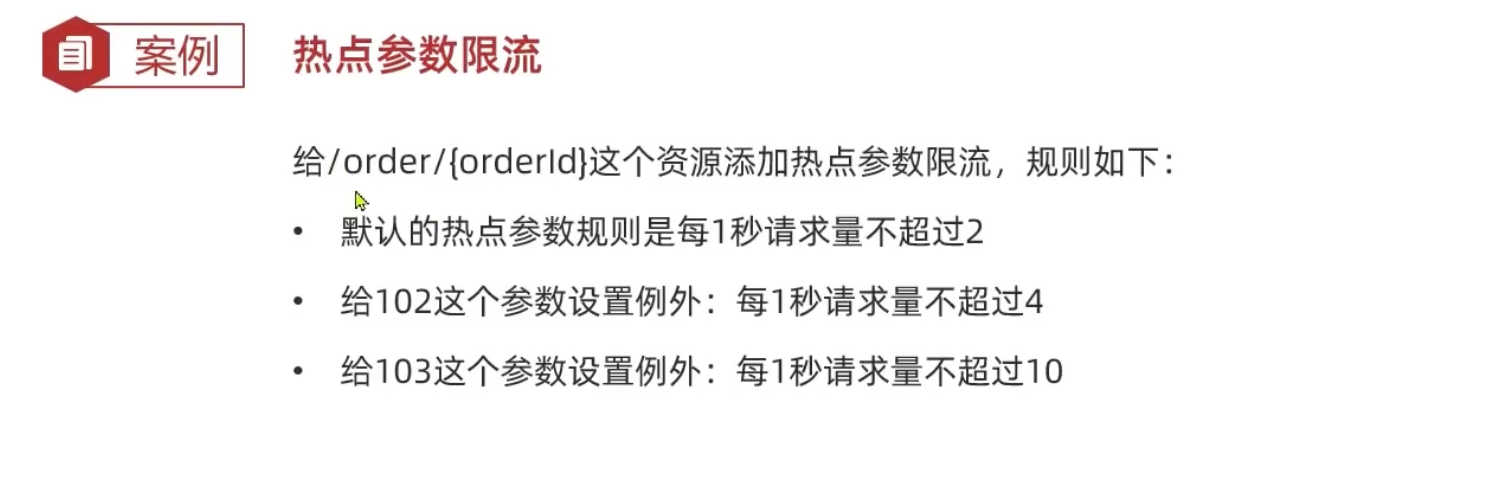 案例
热点参数限流
给/order/{orderId}这个资源添加热点参数限流，规则如下：
• 默认的热点参数规则是每1秒请求量不超过2
• 给102这个参数设置例外：每1秒请求量不超过4
• 给103这个参数设置例外：每1秒请求量不超过10